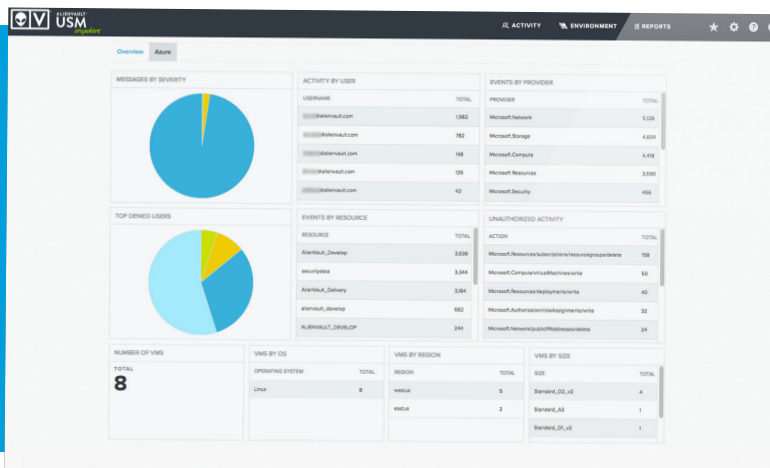 ALIENVAULT
USM
anywhere
ACTIVITY
ENVIRONMENT
REPORTS
Overview
Azure
MESSAGES BY SEVERITY
ACTIVITY BY USER
USERNAME TOTAL
@alienvault.com 1,982
@alienvault.com 782
@alienvault.com 148
@alienvault.com 126
@alienvault.com 42
EVENTS BY PROVIDER
PROVIDER TOTAL
Microsoft.Network
Microsoft.Storage 4,604
Microsoft.Compute 4,418
Microsoft.Resources 3,590
Microsoft.Security 456
TOP DENIED USERS
EVENTS BY RESOURCE
RESOURCE TOTAL
AlienVault_Develop 3,636
securitydata 3,344
AlienVault_Delivery 3,184
alienvault_develop 682
ALIENVAULT_DEVELOP 244
UNAUTHORIZED ACTIVITY
ACTION TOTAL
Microsoft.Resources/subscriptions/resourcegroups/delete 158
Microsoft.Compute/virtualMachines/write 50
Microsoft.Resources/deployments/write 40
Microsoft.Authorization/roleAssignments/write 32
Microsoft.Network/publicIPAddresses/delete 24
NUMBER OF VMS
TOTAL
8
VMS BY OS
OPERATING SYSTEM TOTAL
Linux 8
VMS BY REGION
REGION TOTAL
westus 5
eastus 3
VMS BY SIZE
SIZE TOTAL
Standard_D2_v2 4
Standard_A3 1
Standard_D1_v2 1